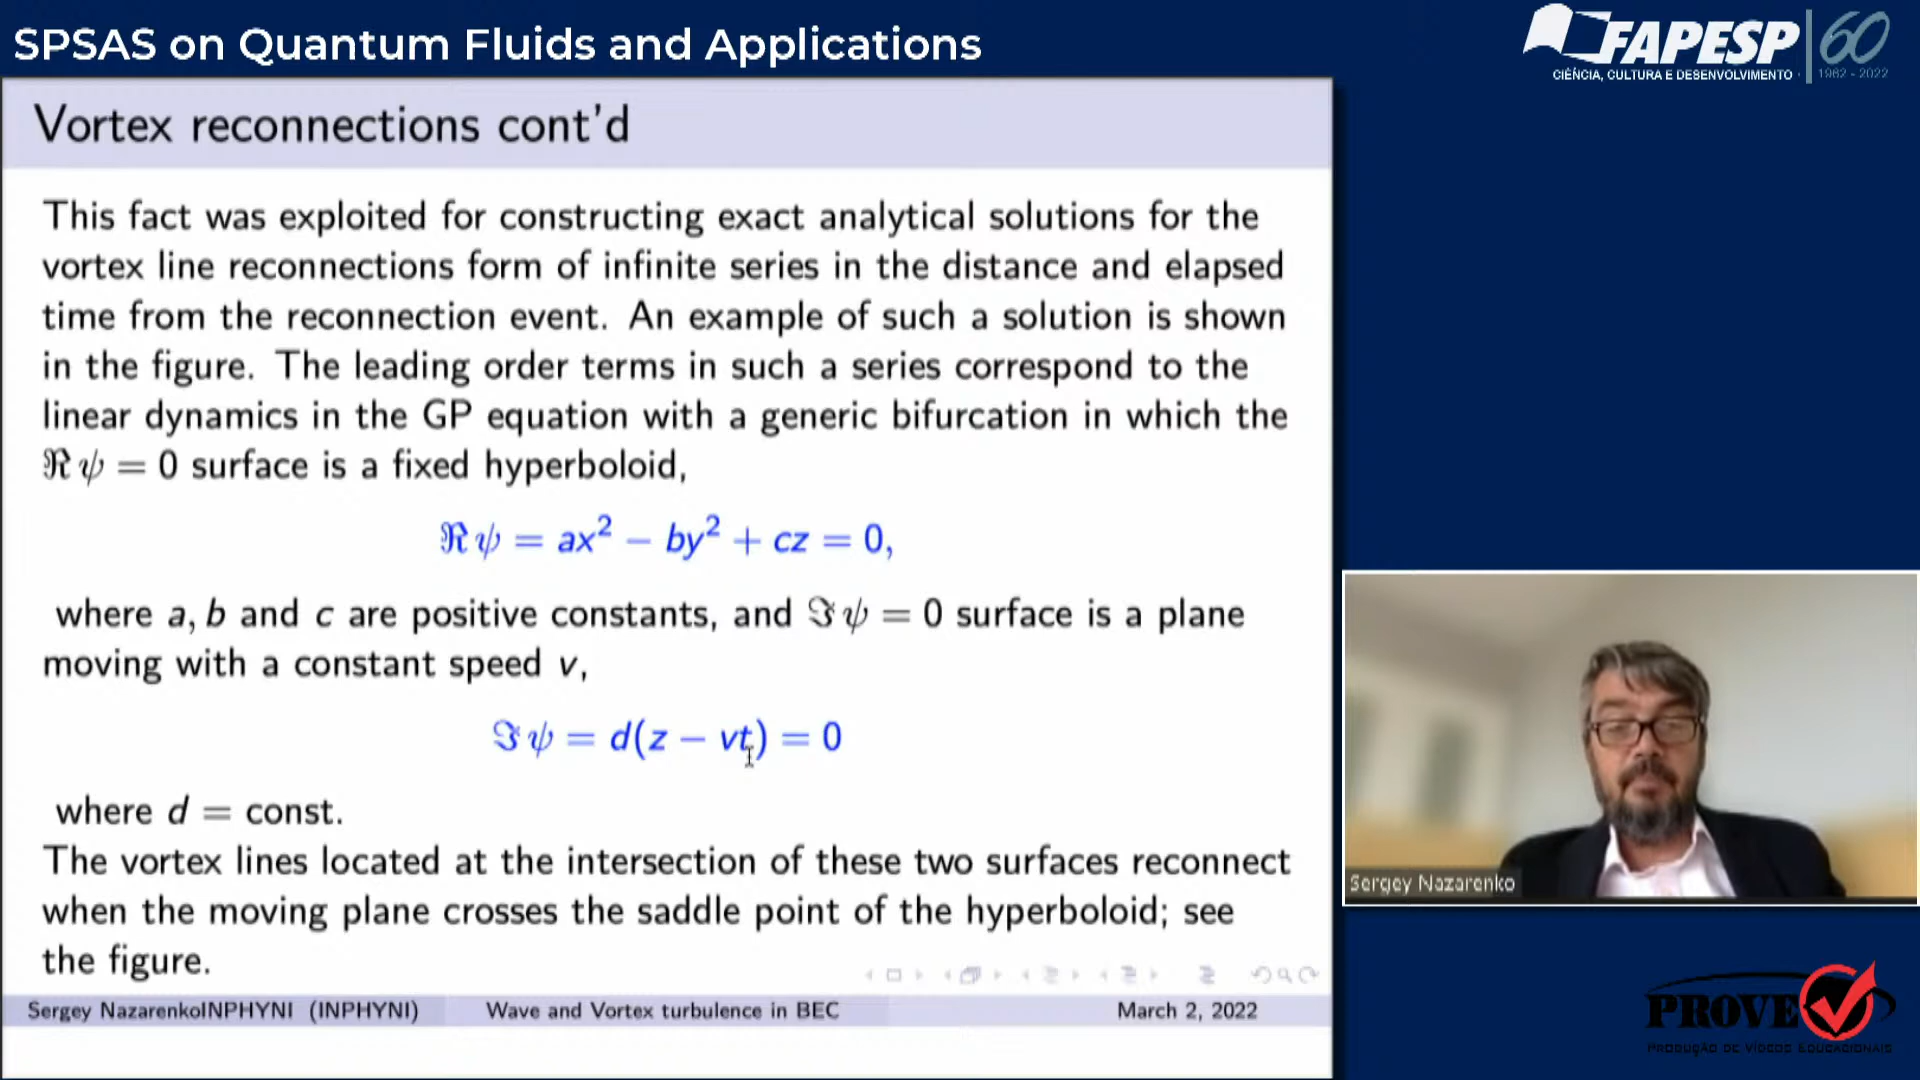 SPSAS on Quantum Fluids and Applications
FAPESP 60
CIÊNCIA, CULTURA E DESENVOLVIMENTO 1962 - 2022
Vortex reconnections cont'd
This fact was exploited for constructing exact analytical solutions for the
vortex line reconnections form of infinite series in the distance and elapsed
time from the reconnection event. An example of such a solution is shown
in the figure. The leading order terms in such a series correspond to the
linear dynamics in the GP equation with a generic bifurcation in which the
ℜψ = 0 surface is a fixed hyperboloid,
ℜψ = ax² − by² + cz = 0,
where a, b and c are positive constants, and ℑψ = 0 surface is a plane
moving with a constant speed v,
ℑψ = d(z − vt) = 0
where d = const.
The vortex lines located at the intersection of these two surfaces reconnect
when the moving plane crosses the saddle point of the hyperboloid; see
the figure.
Sergey NazarenkoINPHYNI (INPHYNI) Wave and Vortex turbulence in BEC March 2, 2022
Sergey Nazarenko
PROVE
PRODUÇÃO DE VÍDEOS EDUCACIONAIS